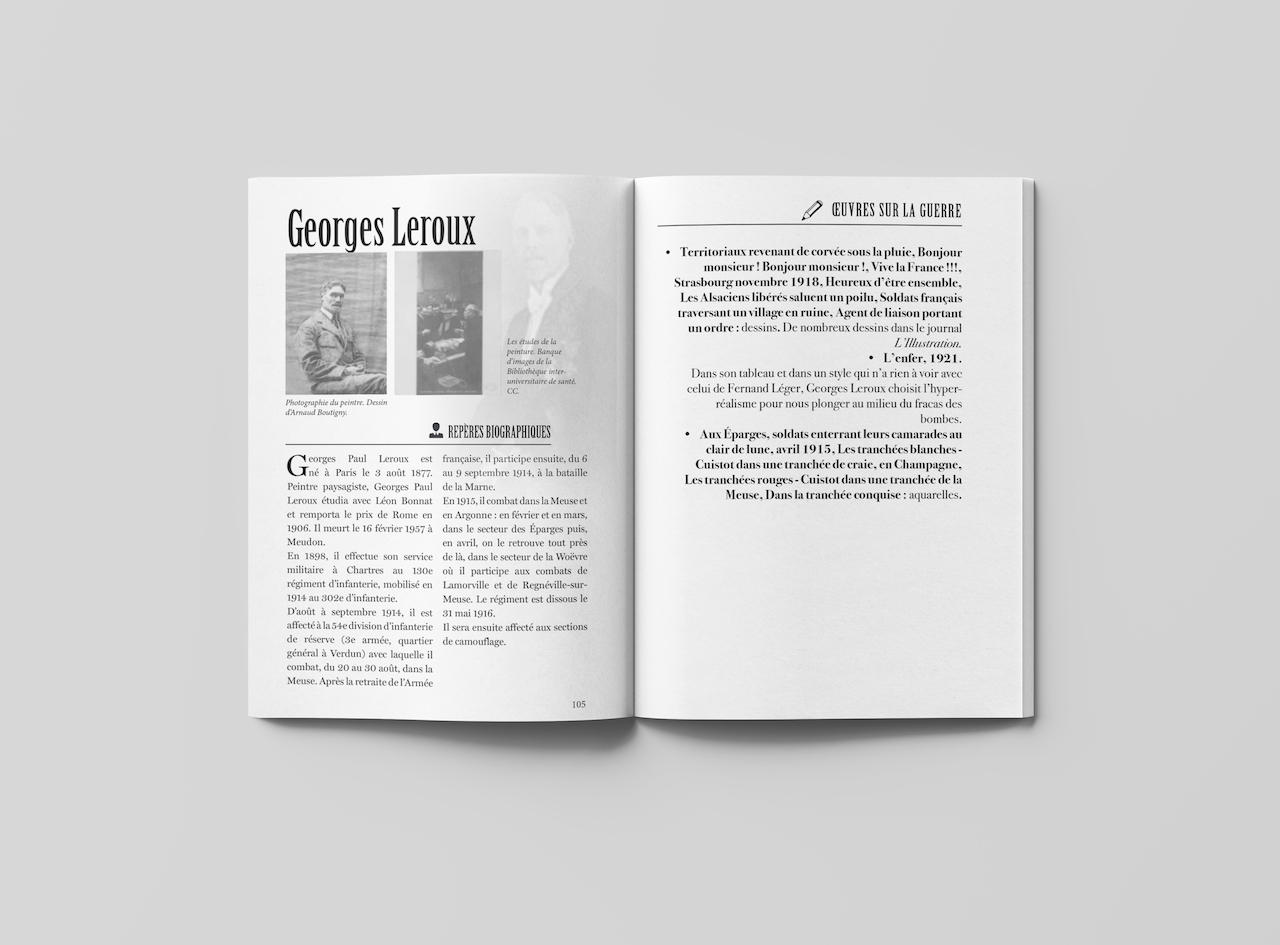 Georges Leroux
Les études de la
peinture. Banque
d'images de la
Bibliothèque inter-
universitaire de santé.
CC.
Photographie du peintre. Dessin
d'Arnaud Boutigny.
REPÈRES BIOGRAPHIQUES
Georges Paul Leroux est
né à Paris le 3 août 1877.
Peintre paysagiste, Georges Paul
Leroux étudia avec Léon Bonnat
et remporta le prix de Rome en
1906. Il meurt le 16 février 1957 à
Meudon.
En 1898, il effectue son service
militaire à Chartres au 130e
régiment d'infanterie, mobilisé en
1914 au 302e d'infanterie.
D'août à septembre 1914, il est
affecté à la 54e division d'infanterie
de réserve (3e armée, quartier
général à Verdun) avec laquelle il
combat, du 20 au 30 août, dans la
Meuse. Après la retraite de l'Armée
française, il participe ensuite, du 6
au 9 septembre 1914, à la bataille
de la Marne.
En 1915, il combat dans la Meuse et
en Argonne : en février et en mars,
dans le secteur des Éparges puis,
en avril, on le retrouve tout près
de là, dans le secteur de la Woëvre
où il participe aux combats de
Lamorville et de Regnéville-sur-
Meuse. Le régiment est dissous le
31 mai 1916.
Il sera ensuite affecté aux sections
de camouflage.
105
ŒUVRES SUR LA GUERRE
• Territoriaux revenant de corvée sous la pluie, Bonjour
monsieur ! Bonjour monsieur !, Vive la France !!!,
Strasbourg novembre 1918, Heureux d'être ensemble,
Les Alsaciens libérés saluent un poilu, Soldats français
traversant un village en ruine, Agent de liaison portant
un ordre : dessins. De nombreux dessins dans le journal
L'Illustration.
• L'enfer, 1921.
Dans son tableau et dans un style qui n'a rien à voir avec
celui de Fernand Léger, Georges Leroux choisit l'hyper-
réalisme pour nous plonger au milieu du fracas des
bombes.
• Aux Éparges, soldats enterrant leurs camarades au
clair de lune, avril 1915, Les tranchées blanches -
Cuistot dans une tranchée de craie, en Champagne,
Les tranchées rouges - Cuistot dans une tranchée de la
Meuse, Dans la tranchée conquise : aquarelles.